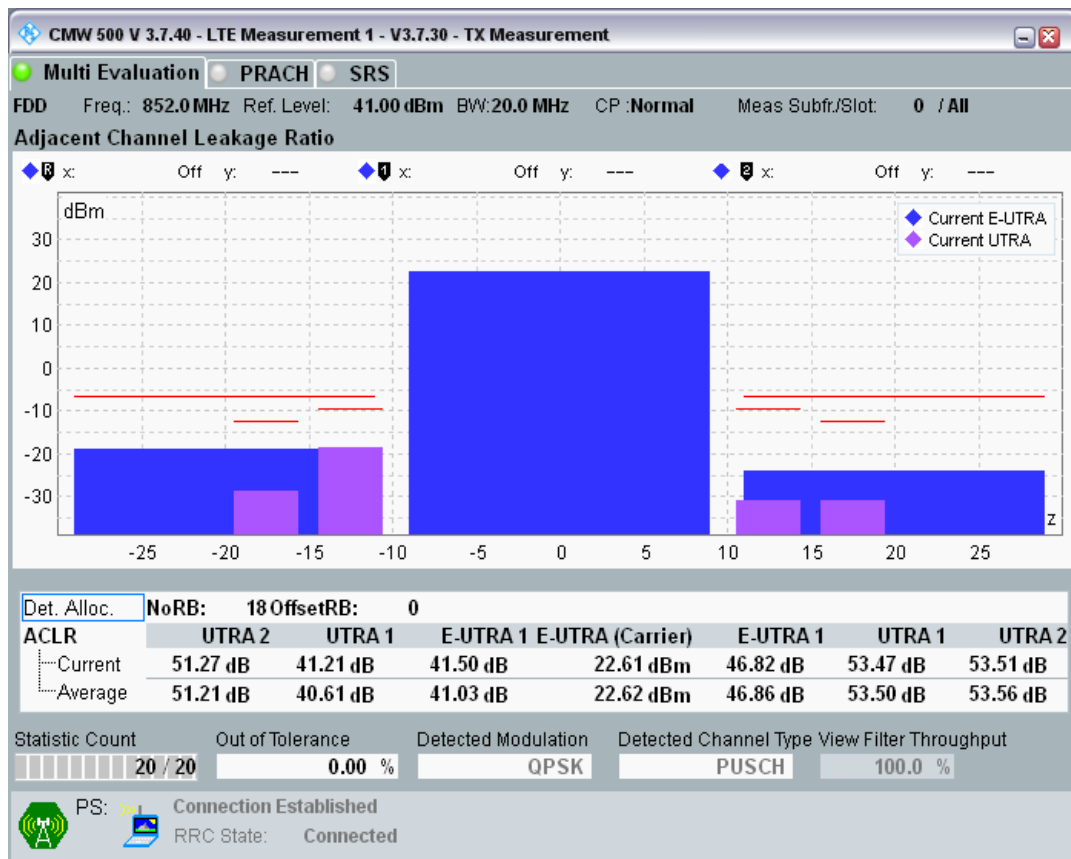 CMW 500 V 3.7.40 - LTE Measurement 1 - V3.7.30 - TX Measurement
Multi Evaluation PRACH SRS
FDD Freq.: 852.0 MHz Ref. Level: 41.00 dBm BW:20.0 MHz CP :Normal Meas Subfr./Slot: 0 / All
Adjacent Channel Leakage Ratio
R x: Off y: --- 1 x: Off y: --- 2 x: Off y: ---
dBm
Current E-UTRA
Current UTRA
30
20
10
0
-10
-20
-30
z
-25 -20 -15 -10 -5 0 5 10 15 20 25
Det. Alloc. NoRB: 18 OffsetRB: 0
ACLR UTRA 2 UTRA 1 E-UTRA 1 E-UTRA (Carrier) E-UTRA 1 UTRA 1 UTRA 2
Current 51.27 dB 41.21 dB 41.50 dB 22.61 dBm 46.82 dB 53.47 dB 53.51 dB
Average 51.21 dB 40.61 dB 41.03 dB 22.62 dBm 46.86 dB 53.50 dB 53.56 dB
Statistic Count Out of Tolerance Detected Modulation Detected Channel Type View Filter Throughput
20 / 20 0.00 % QPSK PUSCH 100.0 %
PS: Connection Established
RRC State: Connected